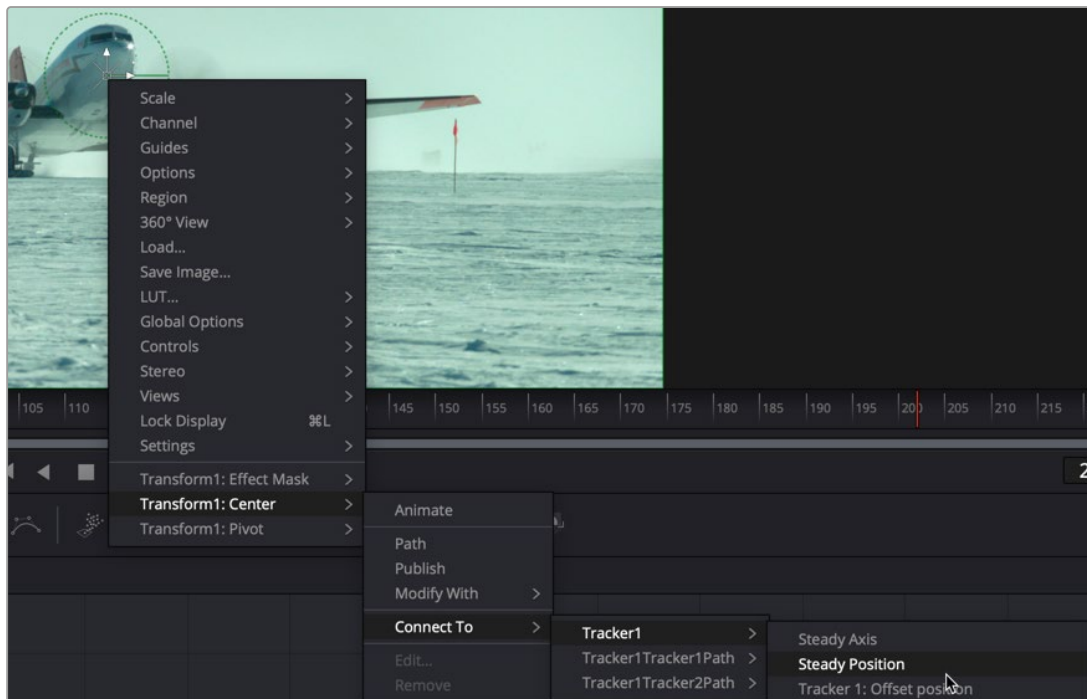 Scale
Channel
Guides
Options
Region
360° View
Load...
Save Image...
LUT...
Global Options
Controls
Stereo
Views
Lock Display ⌘L
Settings
105 110 145 150 155 160 165 170 175 180 185 190 195 200 205 210 215
Transform1: Effect Mask
2
Transform1: Center
Transform1: Pivot
Animate
Path
Publish
Modify With
Connect To
Edit...
Remove
Tracker1
Tracker1Tracker1Path
Tracker1Tracker2Path
Steady Axis
Steady Position
Tracker 1: Offset position